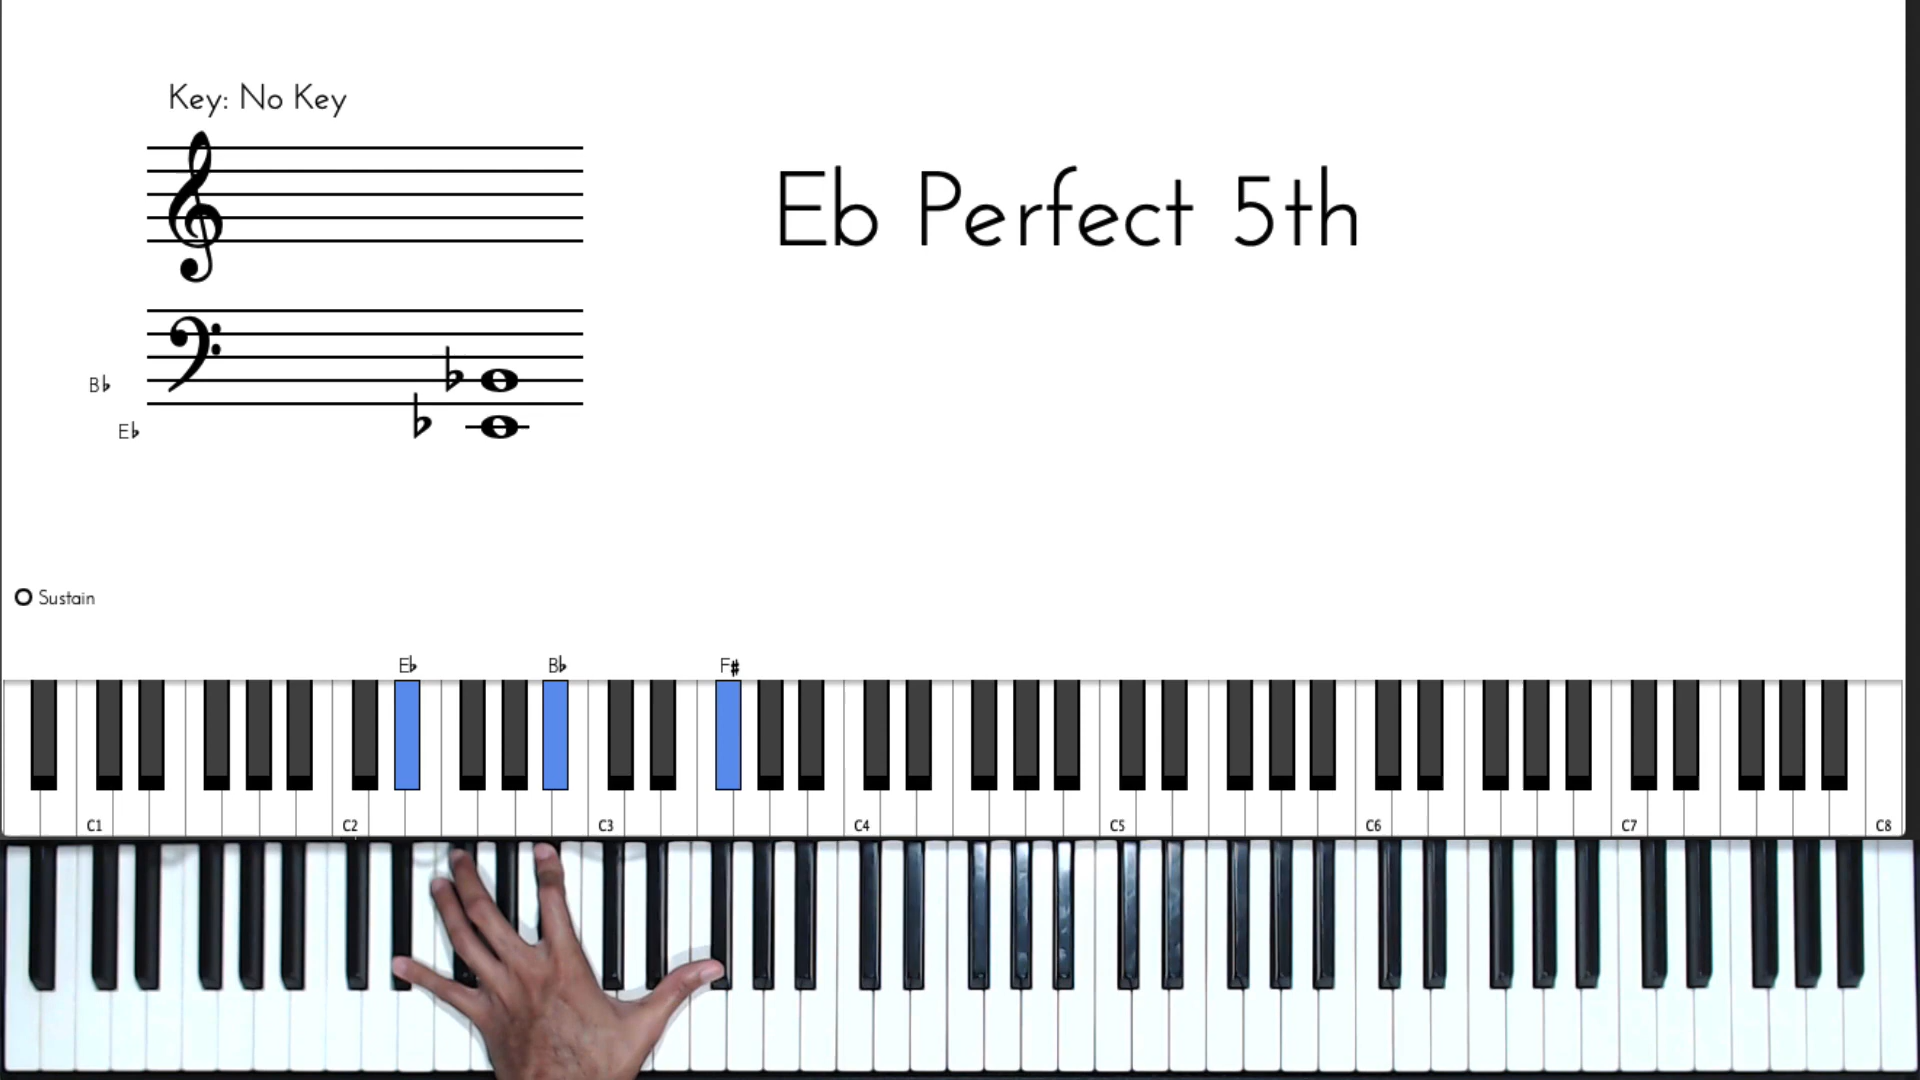 Key: No Key
Eb Perfect 5th
B♭
E♭
Sustain
E♭ B♭ F#
C1 C2 C3 C4 C5 C6 C7 C8